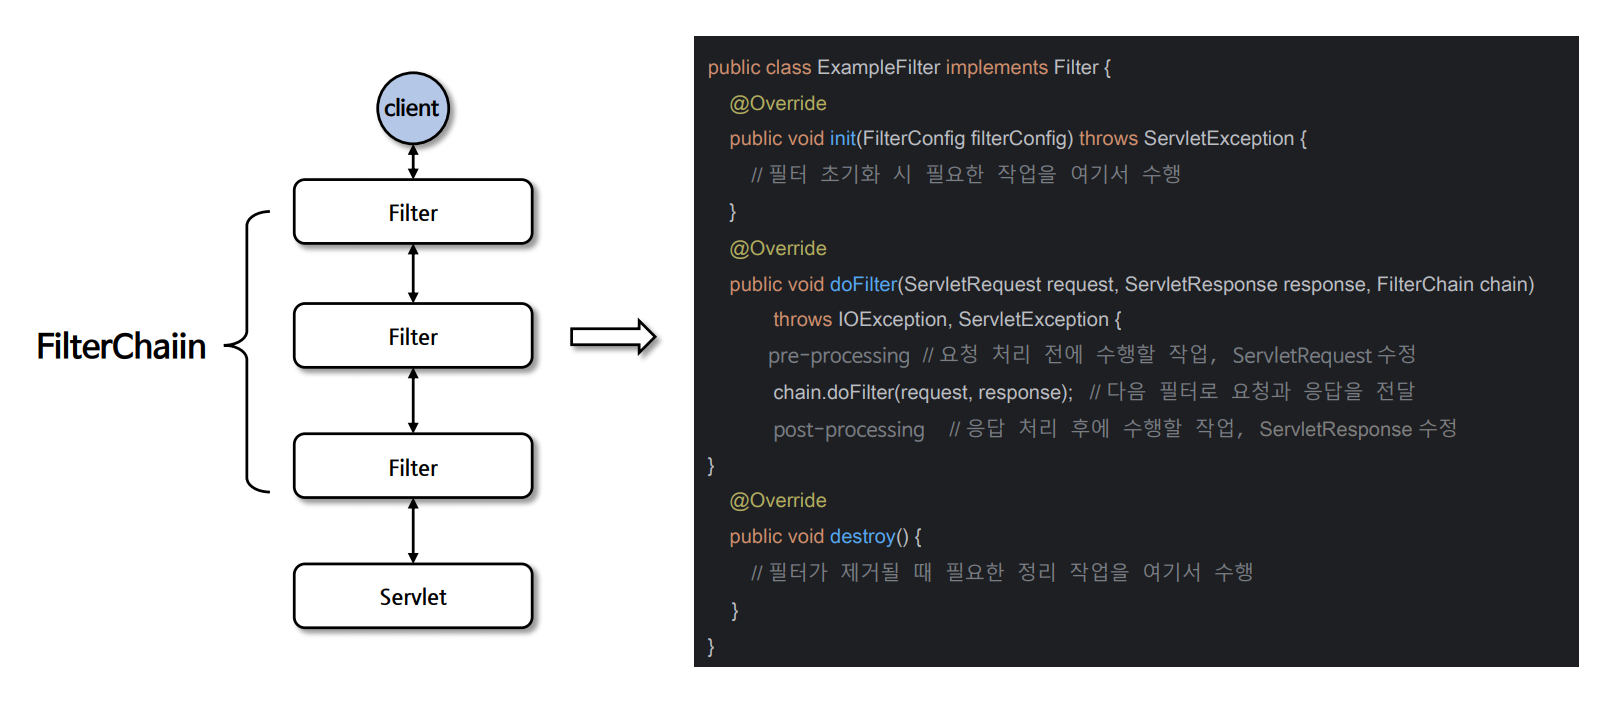 client
Filter
Filter
FilterChaiin
Filter
Servlet
public class ExampleFilter implements Filter {
@Override
public void init(FilterConfig filterConfig) throws ServletException {
// 필터 초기화 시 필요한 작업을 여기서 수행
}
@Override
public void doFilter(ServletRequest request, ServletResponse response, FilterChain chain)
throws IOException, ServletException {
pre-processing // 요청 처리 전에 수행할 작업, ServletRequest 수정
chain.doFilter(request, response); // 다음 필터로 요청과 응답을 전달
post-processing // 응답 처리 후에 수행할 작업, ServletResponse 수정
}
@Override
public void destroy() {
// 필터가 제거될 때 필요한 정리 작업을 여기서 수행
}
}